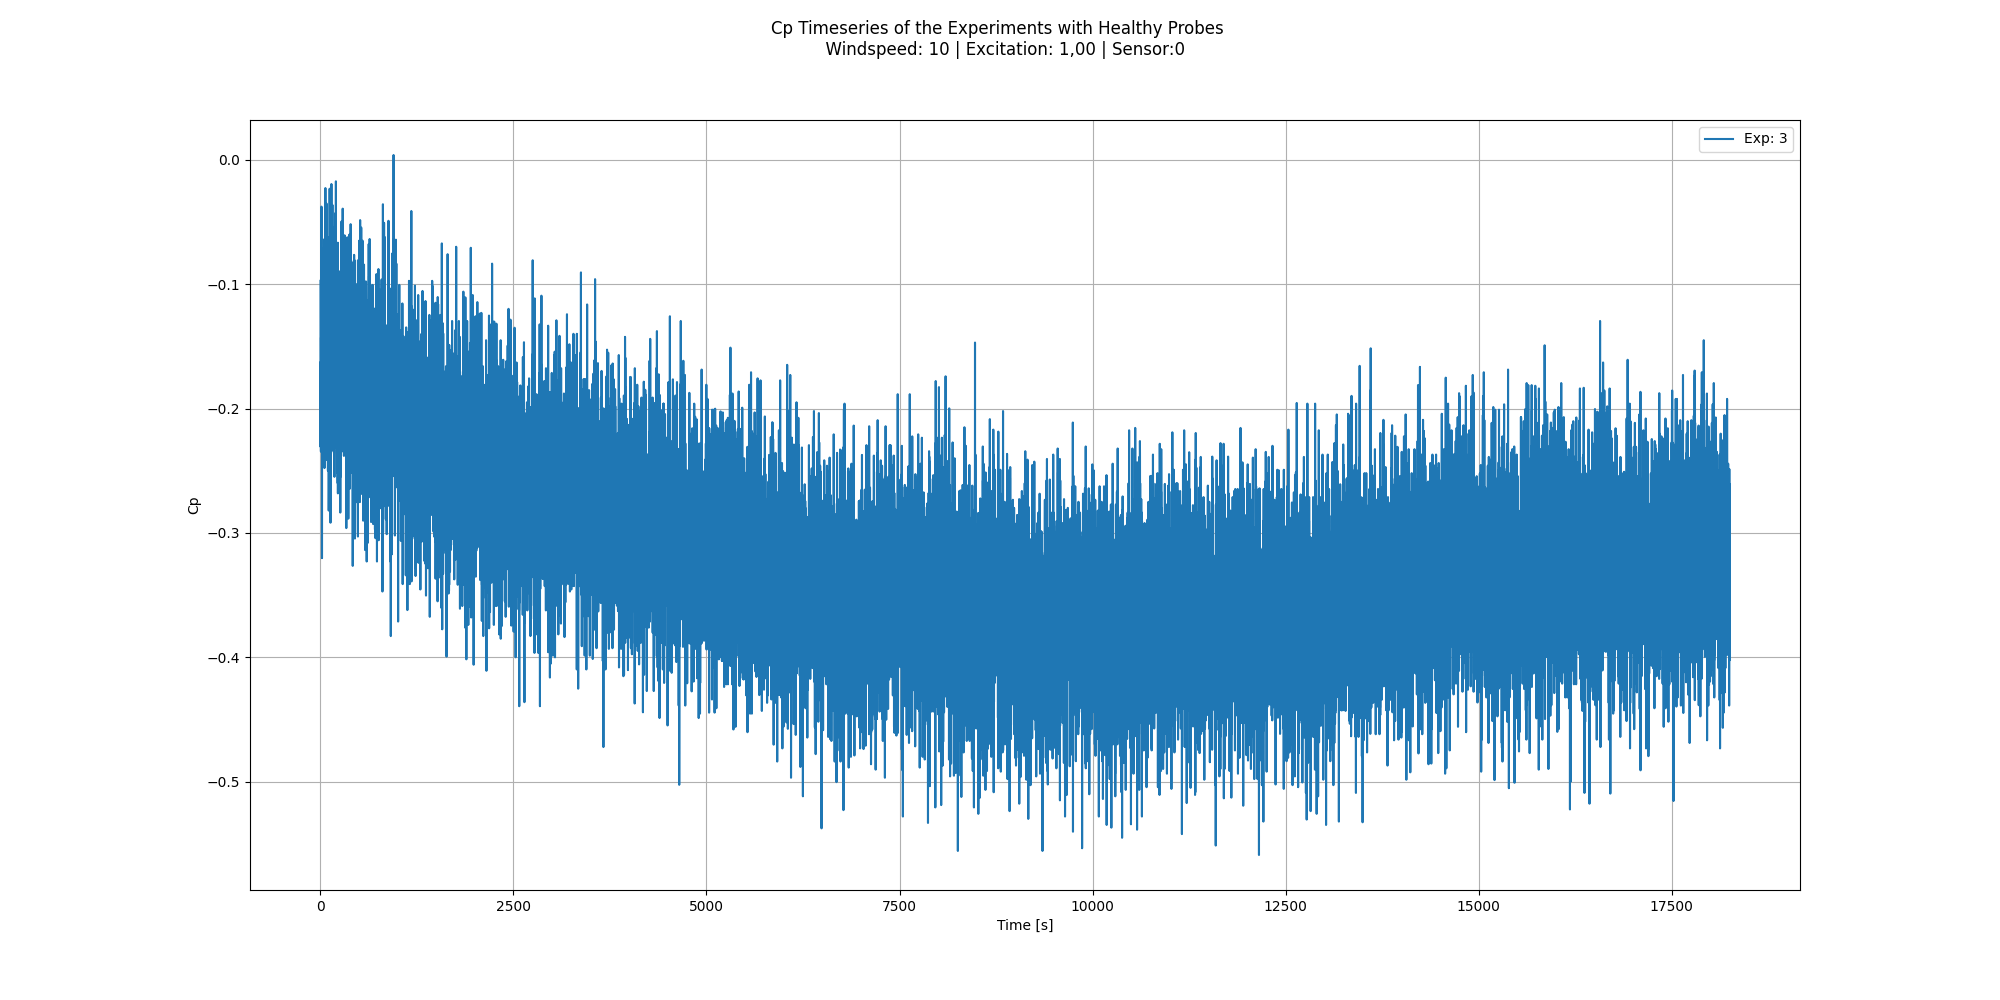 Cp Timeseries of the Experiments with Healthy Probes
Windspeed: 10 | Excitation: 1,00 | Sensor:0
Exp: 3
0.0
−0.1
−0.2
−0.3
−0.4
−0.5
Cp
0 2500 5000 7500 10000 12500 15000 17500
Time [s]